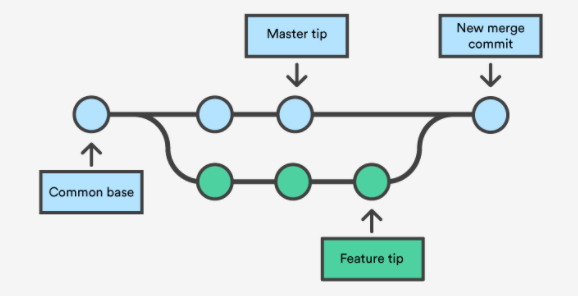 Master tip
New merge
commit
Common base
Feature tip